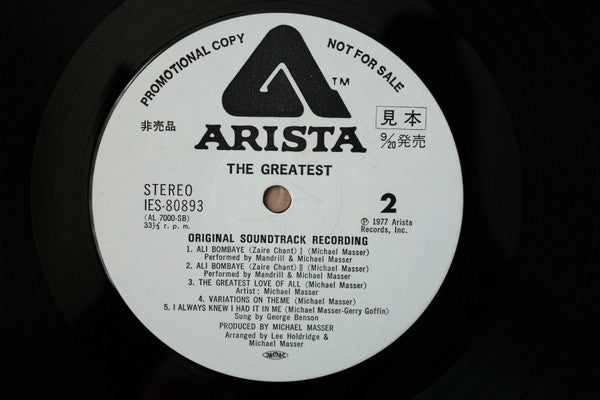 PROMOTIONAL COPY
NOT FOR SALE
TM
非売品
見本
ARISTA
9/20発売
THE GREATEST
STEREO
IES-80893
(AL 7000-SB)
33⅓ r. p. m.
2
Ⓟ 1977 Arista
Records, Inc.
ORIGINAL SOUNDTRACK RECORDING
1. ALI BOMBAYE (Zaire Chant) Ⅰ (Michael Masser)
Performed by Mandrill & Michael Masser
2. ALI BOMBAYE (Zaire Chant) Ⅱ (Michael Masser)
Performed by Mandrill & Michael Masser
3. THE GREATEST LOVE OF ALL (Michael Masser)
Artist : Michael Masser
4. VARIATIONS ON THEME (Michael Masser)
5. I ALWAYS KNEW I HAD IT IN ME (Michael Masser-Gerry Goffin)
Sung by George Benson
PRODUCED BY MICHAEL MASSER
Arranged by Lee Holdridge &
Michael Masser